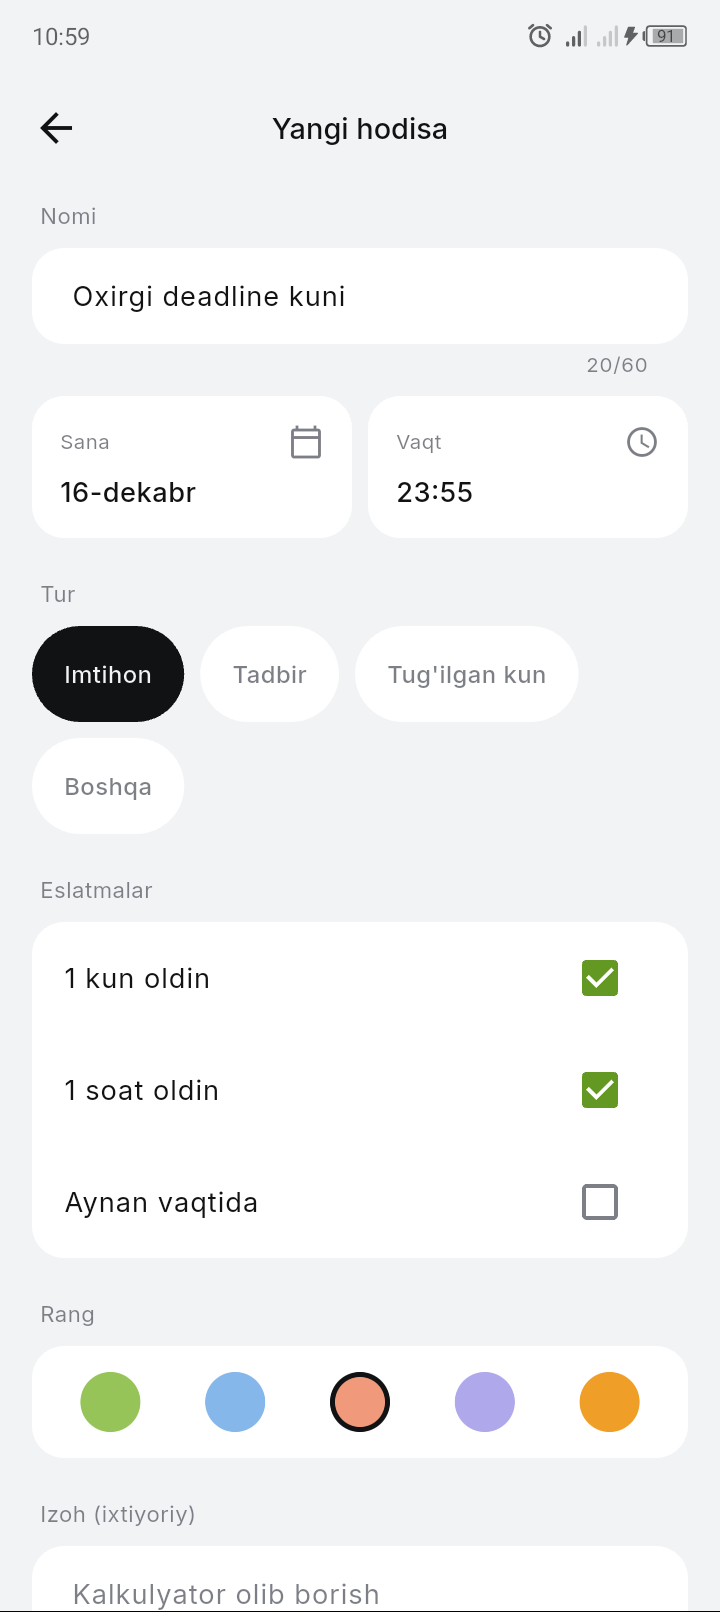 10:59
91
Yangi hodisa
Nomi
Oxirgi deadline kuni
20/60
Sana
16-dekabr
Vaqt
23:55
Tur
Imtihon
Tadbir
Tug'ilgan kun
Boshqa
Eslatmalar
1 kun oldin
1 soat oldin
Aynan vaqtida
Rang
Izoh (ixtiyoriy)
Kalkulyator olib borish